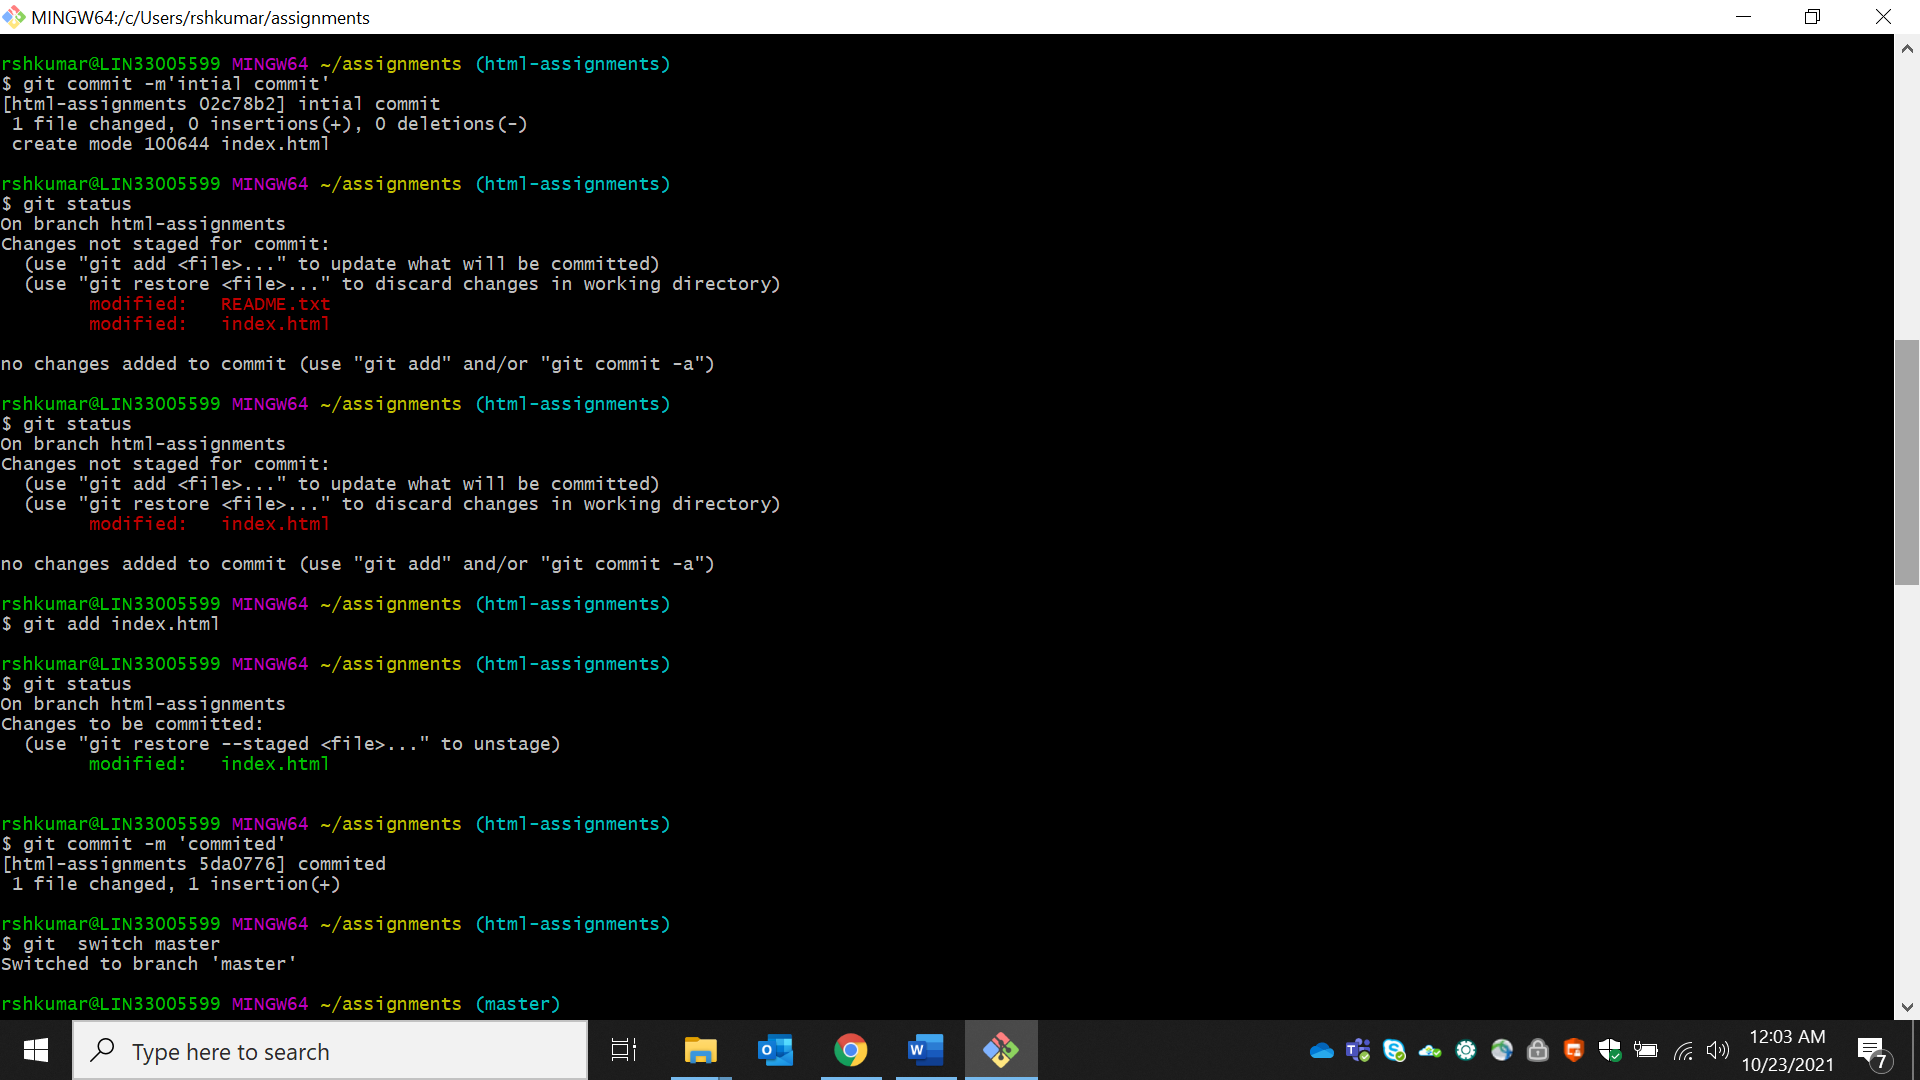 MINGW64:/c/Users/rshkumar/assignments
rshkumar@LIN33005599 MINGW64 ~/assignments (html-assignments)
$ git commit -m'intial commit'
[html-assignments 02c78b2] intial commit
 1 file changed, 0 insertions(+), 0 deletions(-)
 create mode 100644 index.html
rshkumar@LIN33005599 MINGW64 ~/assignments (html-assignments)
$ git status
On branch html-assignments
Changes not staged for commit:
  (use "git add <file>..." to update what will be committed)
  (use "git restore <file>..." to discard changes in working directory)
        modified:   README.txt
        modified:   index.html
no changes added to commit (use "git add" and/or "git commit -a")
rshkumar@LIN33005599 MINGW64 ~/assignments (html-assignments)
$ git status
On branch html-assignments
Changes not staged for commit:
  (use "git add <file>..." to update what will be committed)
  (use "git restore <file>..." to discard changes in working directory)
        modified:   index.html
no changes added to commit (use "git add" and/or "git commit -a")
rshkumar@LIN33005599 MINGW64 ~/assignments (html-assignments)
$ git add index.html
rshkumar@LIN33005599 MINGW64 ~/assignments (html-assignments)
$ git status
On branch html-assignments
Changes to be committed:
  (use "git restore --staged <file>..." to unstage)
        modified:   index.html
rshkumar@LIN33005599 MINGW64 ~/assignments (html-assignments)
$ git commit -m 'commited'
[html-assignments 5da0776] commited
 1 file changed, 1 insertion(+)
rshkumar@LIN33005599 MINGW64 ~/assignments (html-assignments)
$ git  switch master
Switched to branch 'master'
rshkumar@LIN33005599 MINGW64 ~/assignments (master)
Type here to search
12:03 AM
10/23/2021
7